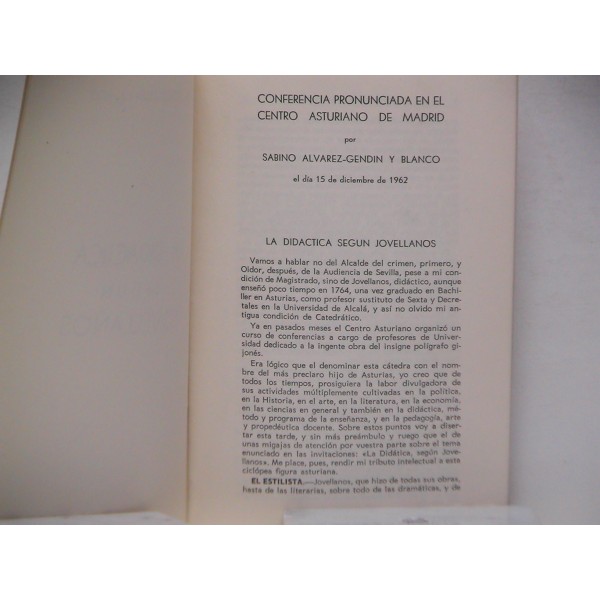 CONFERENCIA PRONUNCIADA EN EL
CENTRO ASTURIANO DE MADRID
por
SABINO ALVAREZ-GENDIN Y BLANCO
el día 15 de diciembre de 1962
LA DIDACTICA SEGUN JOVELLANOS
Vamos a hablar no del Alcalde del crimen, primero, y
Oidor, después, de la Audiencia de Sevilla, pese a mi con-
dición de Magistrado, sino de Jovellanos, didáctico, aunque
enseñó poco tiempo en 1764, una vez graduado en Bachi-
ller en Asturias, como profesor sustituto de Sexta y Decre-
tales en la Universidad de Alcalá, y así no olvido mi an-
tigua condición de Catedrático.
Ya en pasados meses el Centro Asturiano organizó un
curso de conferencias a cargo de profesores de Univer-
sidad dedicado a la ingente obra del insigne polígrafo gi-
jonés.
Era lógico que el denominar esta cátedra con el nom-
bre del más preclaro hijo de Asturias, yo creo que de
todos los tiempos, prosiguiera la labor divulgadora de
sus actividades múltiplemente cultivadas en la política,
en la Historia, en el arte, en la literatura, en la economía,
en las ciencias en general y también en la didáctica, mé-
todo y programa de la enseñanza, y en la pedagogía, arte
y propedéutica docente. Sobre estos puntos voy a diser-
tar esta tarde, y sin más preámbulo y ruego que el de
unas migajas de atención por vuestra parte sobre el tema
enunciado en las invitaciones: «La Didática, según Jove-
llanos». Me place, pues, rendir mi tributo intelectual a esta
ciclópea figura asturiana.
EL ESTILISTA.—Jovellanos, que hizo de todas sus obras,
hasta de las literarias, sobre todo de las dramáticas, y de